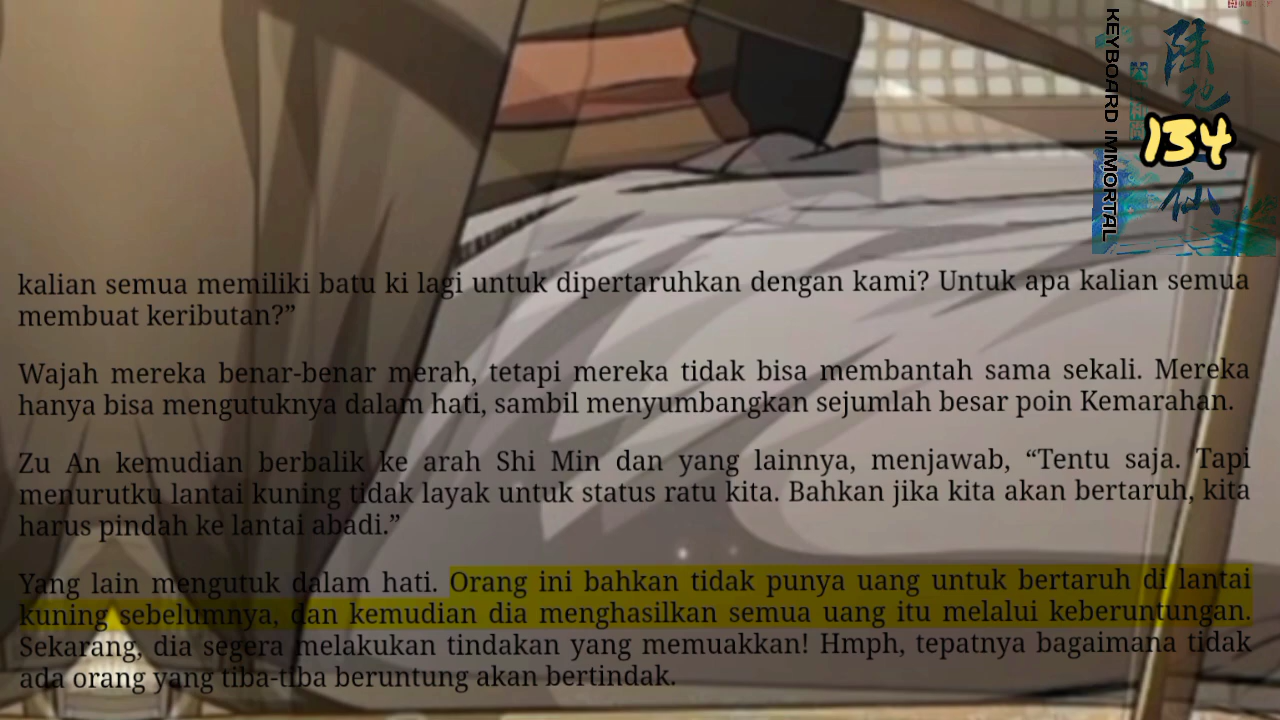 KEYBOARD IMMORTAL
陆地
134
仙
kalian semua memiliki batu ki lagi untuk dipertaruhkan dengan kami? Untuk apa kalian semua
membuat keributan?”
Wajah mereka benar-benar merah, tetapi mereka tidak bisa membantah sama sekali. Mereka
hanya bisa mengutuknya dalam hati, sambil menyumbangkan sejumlah besar poin Kemarahan.
Zu An kemudian berbalik ke arah Shi Min dan yang lainnya, menjawab, “Tentu saja. Tapi
menurutku lantai kuning tidak layak untuk status ratu kita. Bahkan jika kita akan bertaruh, kita
harus pindah ke lantai abadi.”
Yang lain mengutuk dalam hati. Orang ini bahkan tidak punya uang untuk bertaruh di lantai
kuning sebelumnya, dan kemudian dia menghasilkan semua uang itu melalui keberuntungan.
Sekarang, dia segera melakukan tindakan yang memuakkan! Hmph, tepatnya bagaimana tidak
ada orang yang tiba-tiba beruntung akan bertindak.